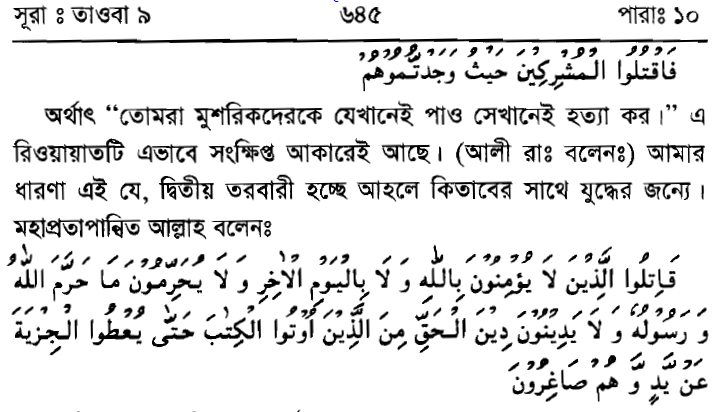 সূরা ঃ তাওবা ৯ ৬৪৫ পারাঃ ১০
فَاقْتُلُوا الْمُشْرِكِيْنَ حَيْثُ وَجَدْتُّمُوْهُمْ
অর্থাৎ “তোমরা মুশরিকদেরকে যেখানেই পাও সেখানেই হত্যা কর।” এ
রিওয়ায়াতটি এভাবে সংক্ষিপ্ত আকারেই আছে। (আলী রাঃ বলেনঃ) আমার
ধারণা এই যে, দ্বিতীয় তরবারী হচ্ছে আহলে কিতাবের সাথে যুদ্ধের জন্যে।
মহাপ্রতাপান্বিত আল্লাহ বলেনঃ
قَاتِلُوا الَّذِيْنَ لَا يُؤْمِنُوْنَ بِاللّٰهِ وَ لَا بِالْيَوْمِ الْاٰخِرِ وَ لَا يُحَرِّمُوْنَ مَا حَرَّمَ اللّٰهُ
وَ رَسُوْلُهٗ وَ لَا يَدِيْنُوْنَ دِيْنَ الْحَقِّ مِنَ الَّذِيْنَ اُوْتُوا الْكِتٰبَ حَتّٰى يُعْطُوا الْجِزْيَةَ
عَنْ يَّدٍ وَّ هُمْ صَاغِرُوْنَ